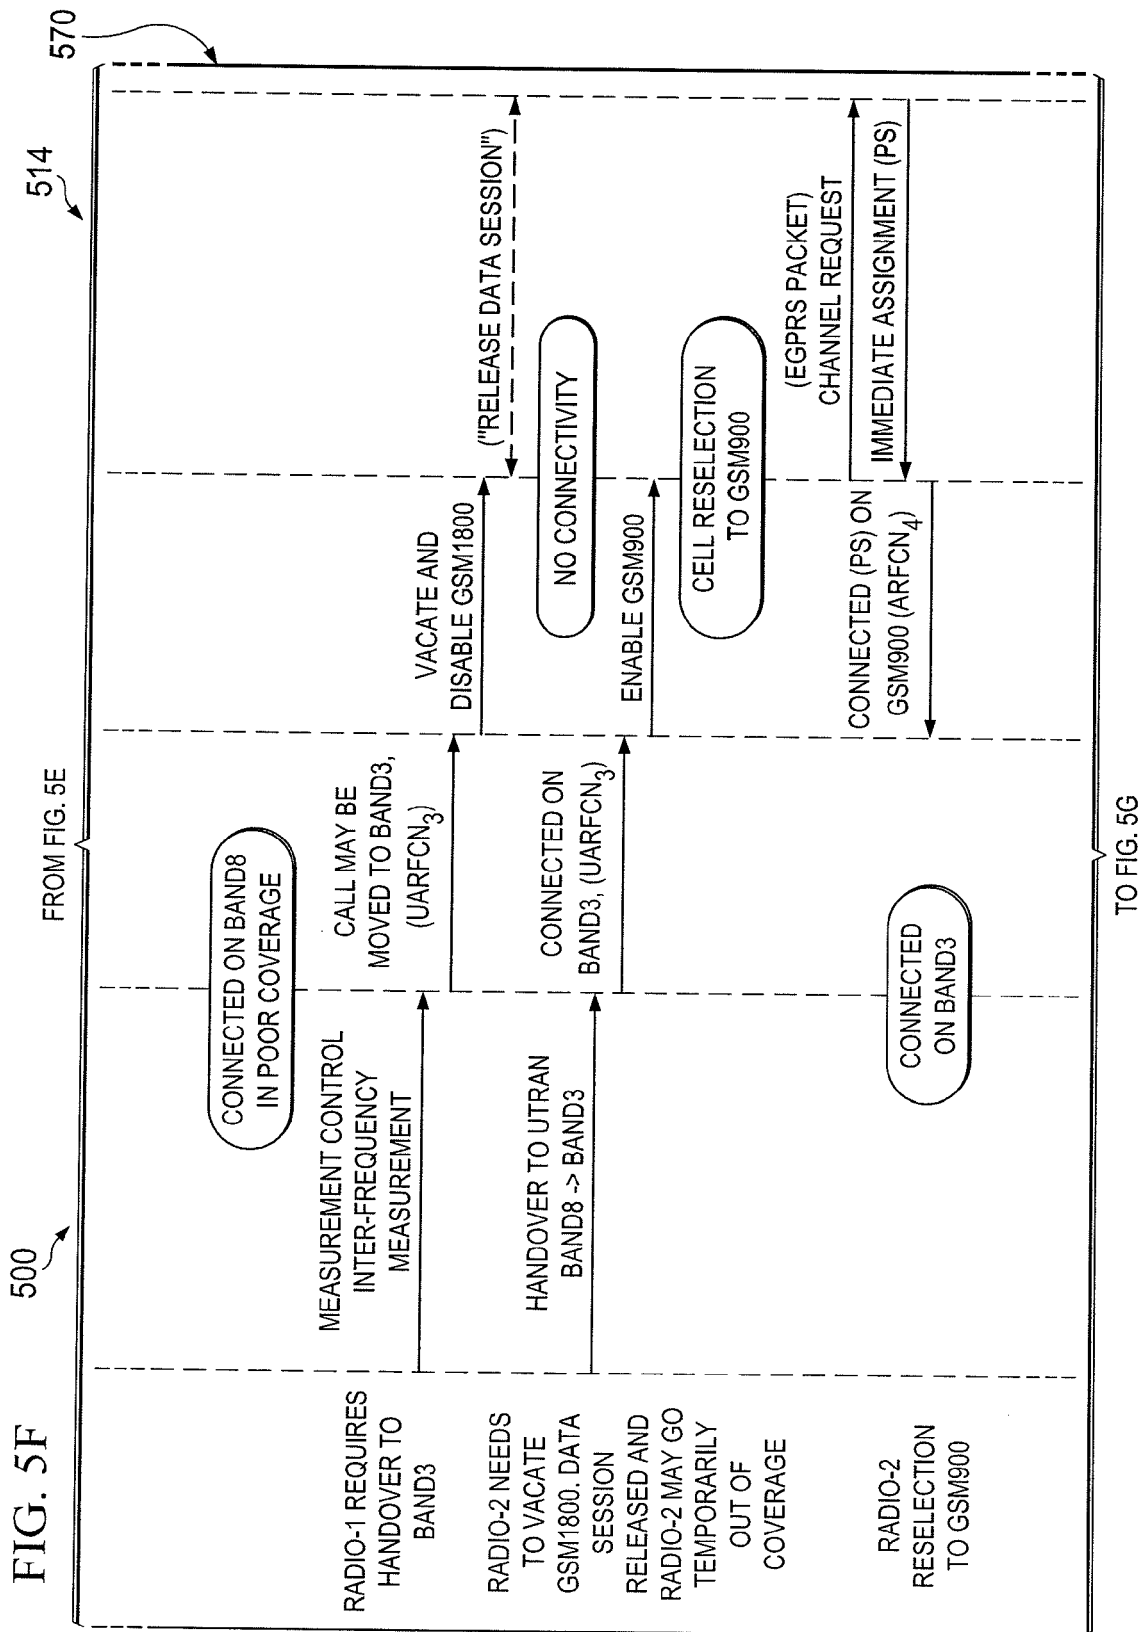 FIG. 5F
500
FROM FIG. 5E
514
570
RADIO-1 REQUIRES
HANDOVER TO
BAND3
RADIO-2 NEEDS
TO VACATE
GSM1800. DATA
SESSION
RELEASED AND
RADIO-2 MAY GO
TEMPORARILY
OUT OF
COVERAGE
RADIO-2
RESELECTION
TO GSM900
CONNECTED ON BAND8
IN POOR COVERAGE
MEASUREMENT CONTROL
INTER-FREQUENCY
MEASUREMENT
CALL MAY BE
MOVED TO BAND3,
(UARFCN3)
VACATE AND
DISABLE GSM1800
("RELEASE DATA SESSION")
NO CONNECTIVITY
HANDOVER TO UTRAN
BAND8 -> BAND3
CONNECTED ON
BAND3, (UARFCN3)
ENABLE GSM900
CELL RESELECTION
TO GSM900
(EGPRS PACKET)
CHANNEL REQUEST
IMMEDIATE ASSIGNMENT (PS)
CONNECTED (PS) ON
GSM900 (ARFCN4)
CONNECTED
ON BAND3
TO FIG. 5G